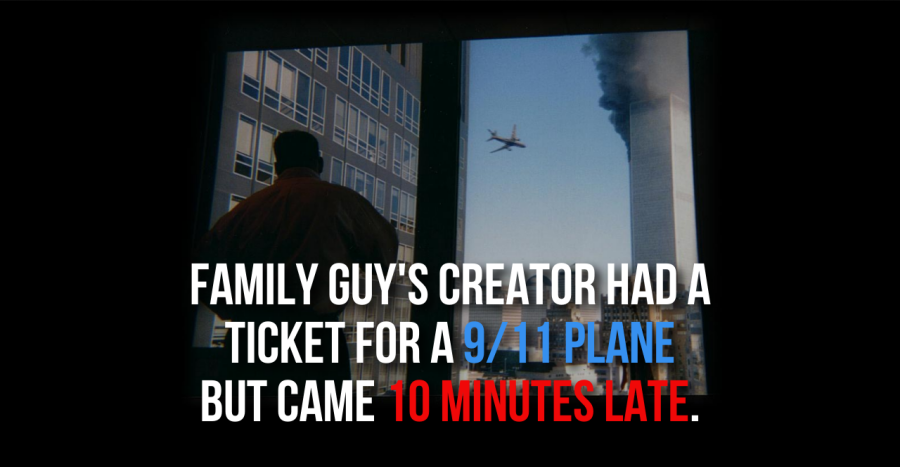 FAMILY GUY'S CREATOR HAD A
TICKET FOR A 9/11 PLANE
BUT CAME 10 MINUTES LATE.